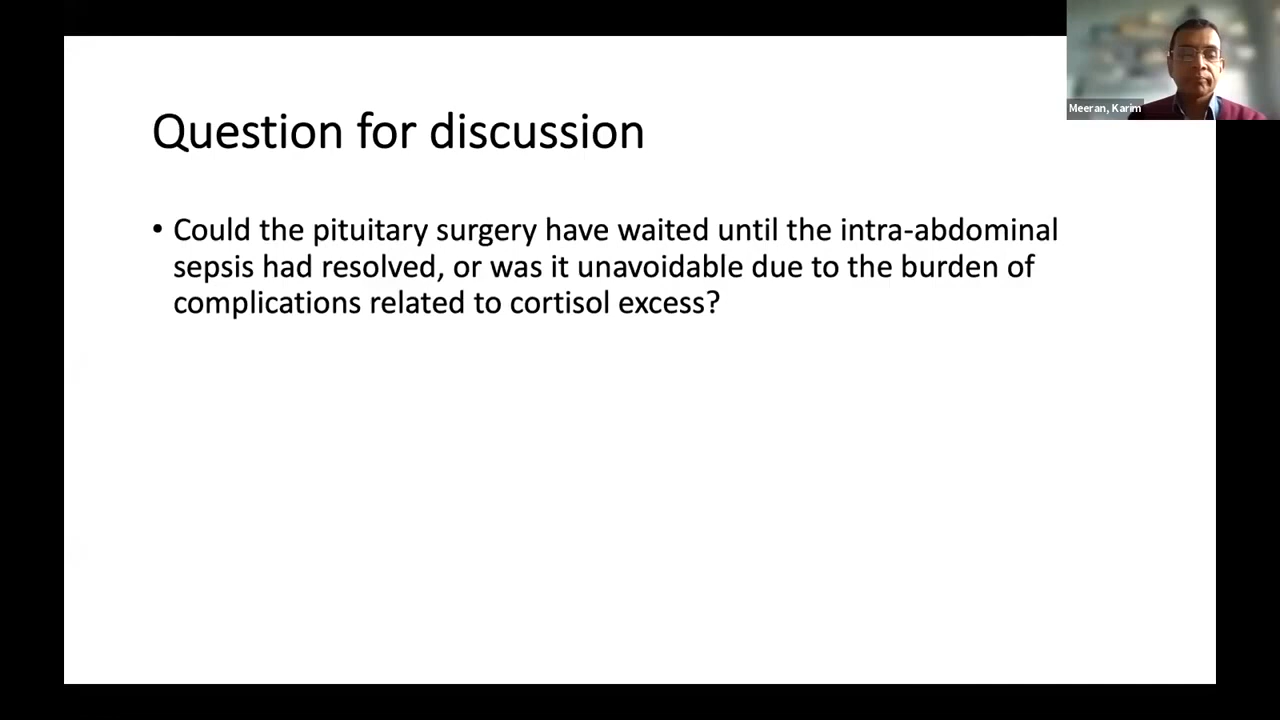 Meeran, Karim
Question for discussion
• Could the pituitary surgery have waited until the intra-abdominal
sepsis had resolved, or was it unavoidable due to the burden of
complications related to cortisol excess?